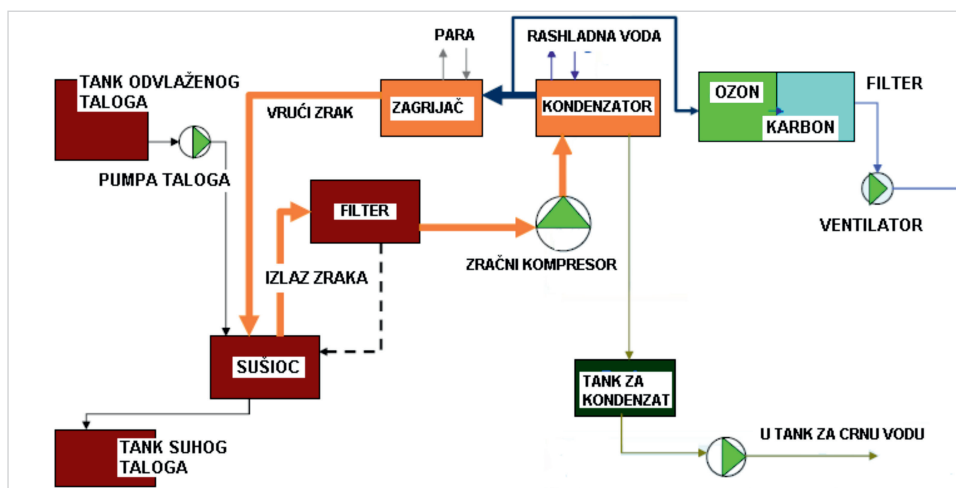 PARA
RASHLADNA VODA
TANK ODVLAŽENOG
TALOGA
VRUĆI ZRAK
ZAGRIJAČ
KONDENZATOR
OZON
KARBON
FILTER
PUMPA TALOGA
FILTER
VENTILATOR
IZLAZ ZRAKA
ZRAČNI KOMPRESOR
SUŠIOC
TANK ZA
KONDENZAT
TANK SUHOG
TALOGA
U TANK ZA CRNU VODU